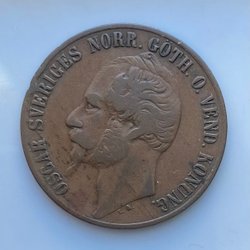 OSCAR SVERIGES NORR. GOTH. O. VEND. KONUNG.